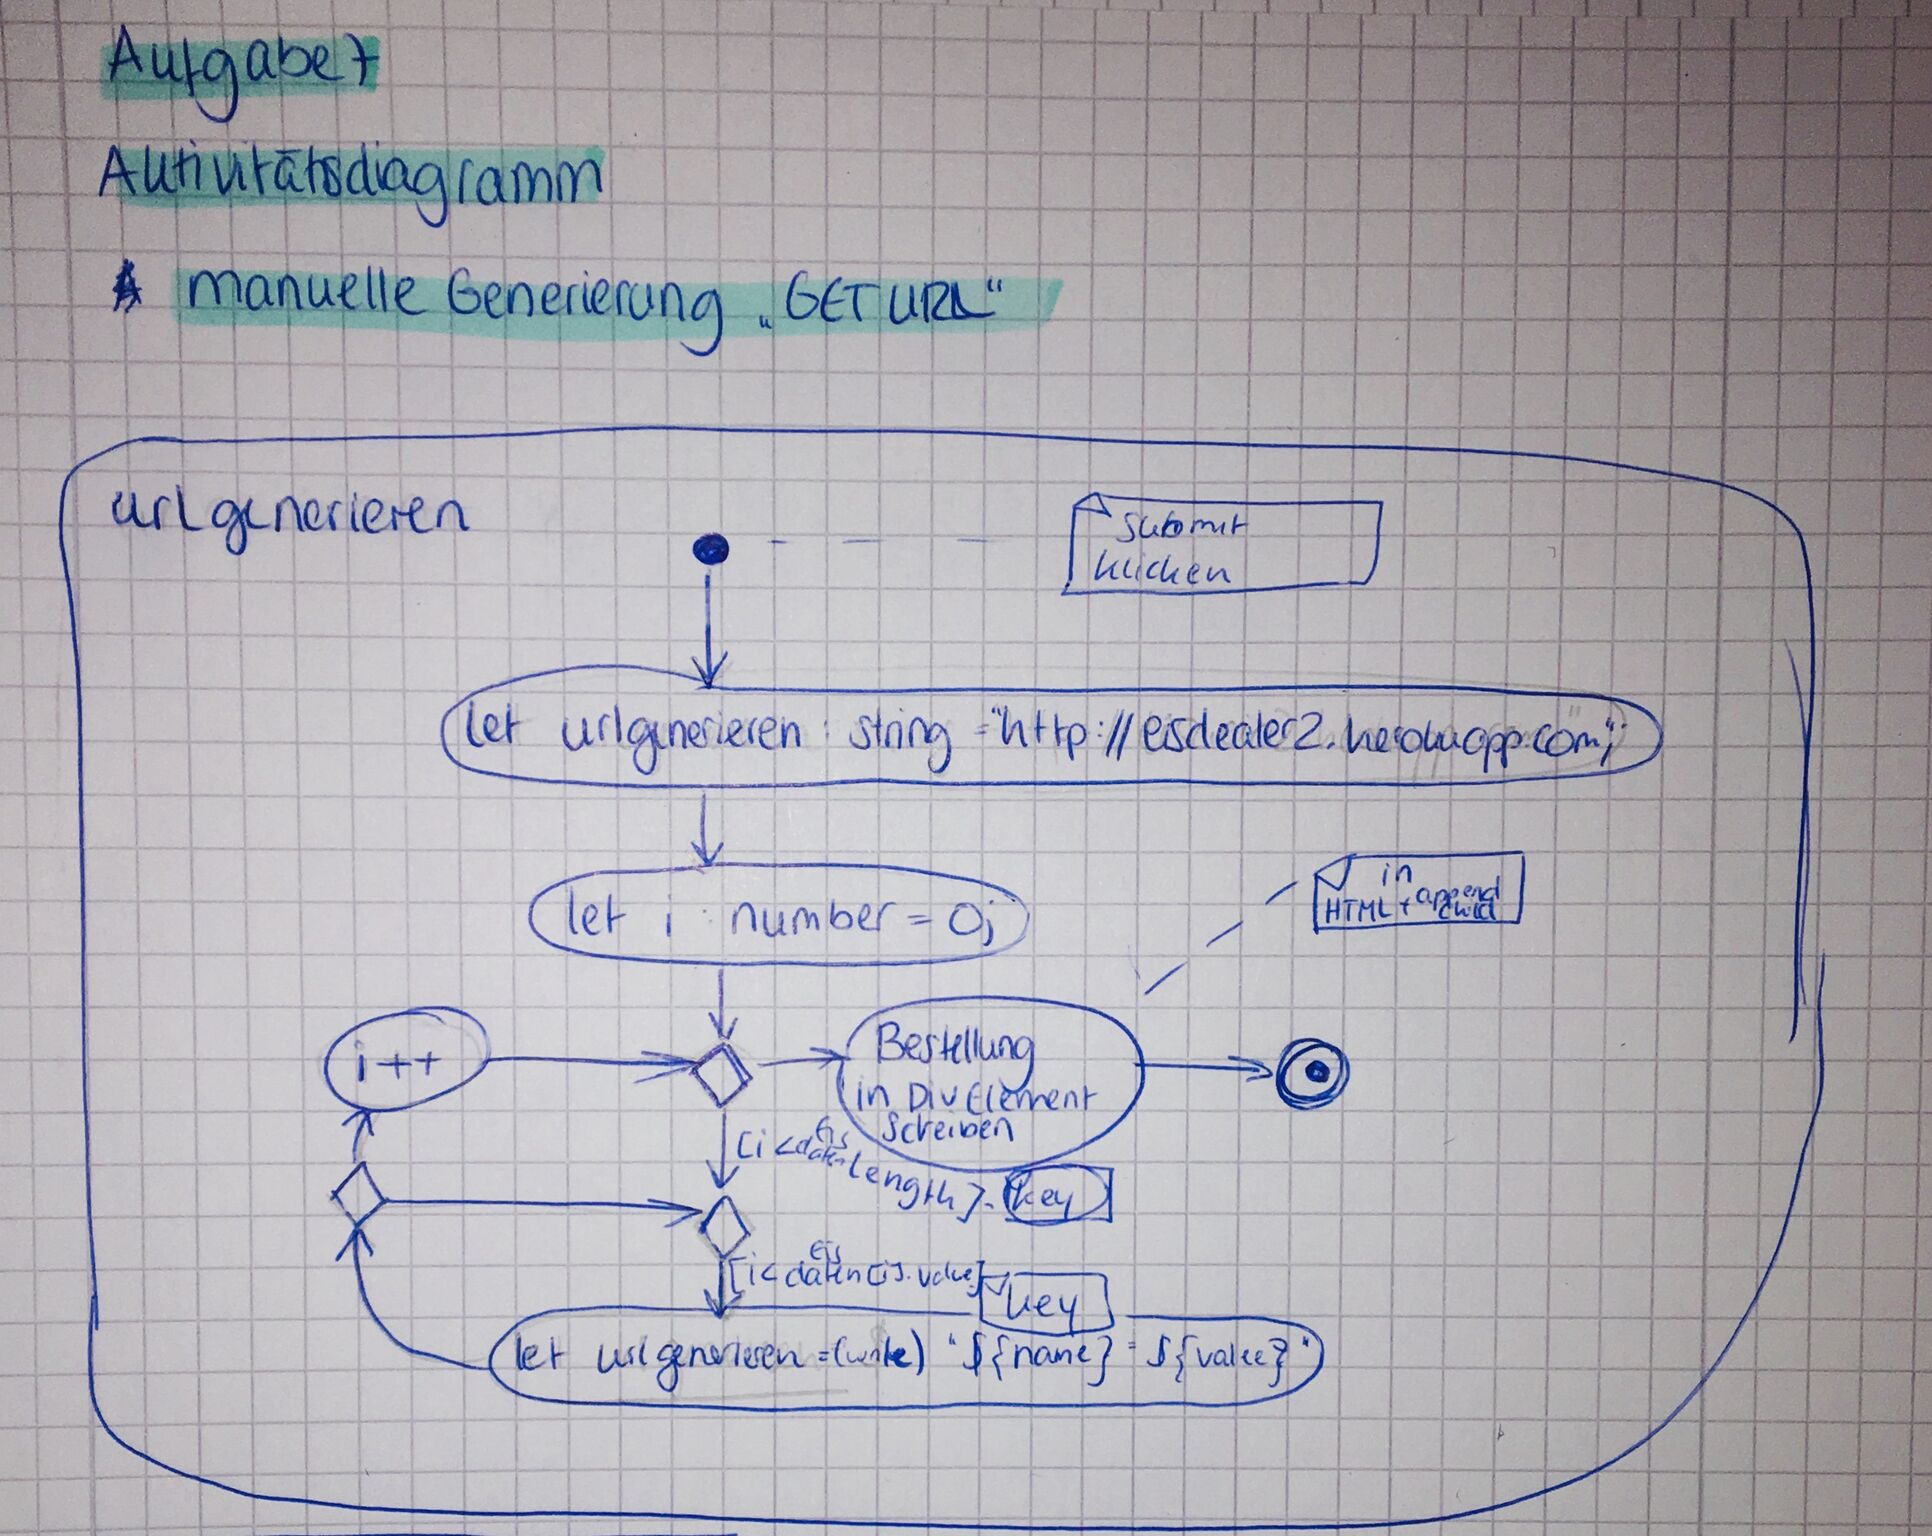 Aufgabe 7
Aktivitätsdiagramm
manuelle Generierung „GET URL“
urlgenerieren
submit
klicken
let urlgenerieren : string = "http://eisdealer2.herokuapp.com";
let i : number = 0;
in
HTML + append
child
i++
Bestellung
in DivElement
Screiben
[i < Eis
daten length]
key
[i < Eis
daten[i].value]
key
let urlgenerieren = (write) "${name} = ${value}"